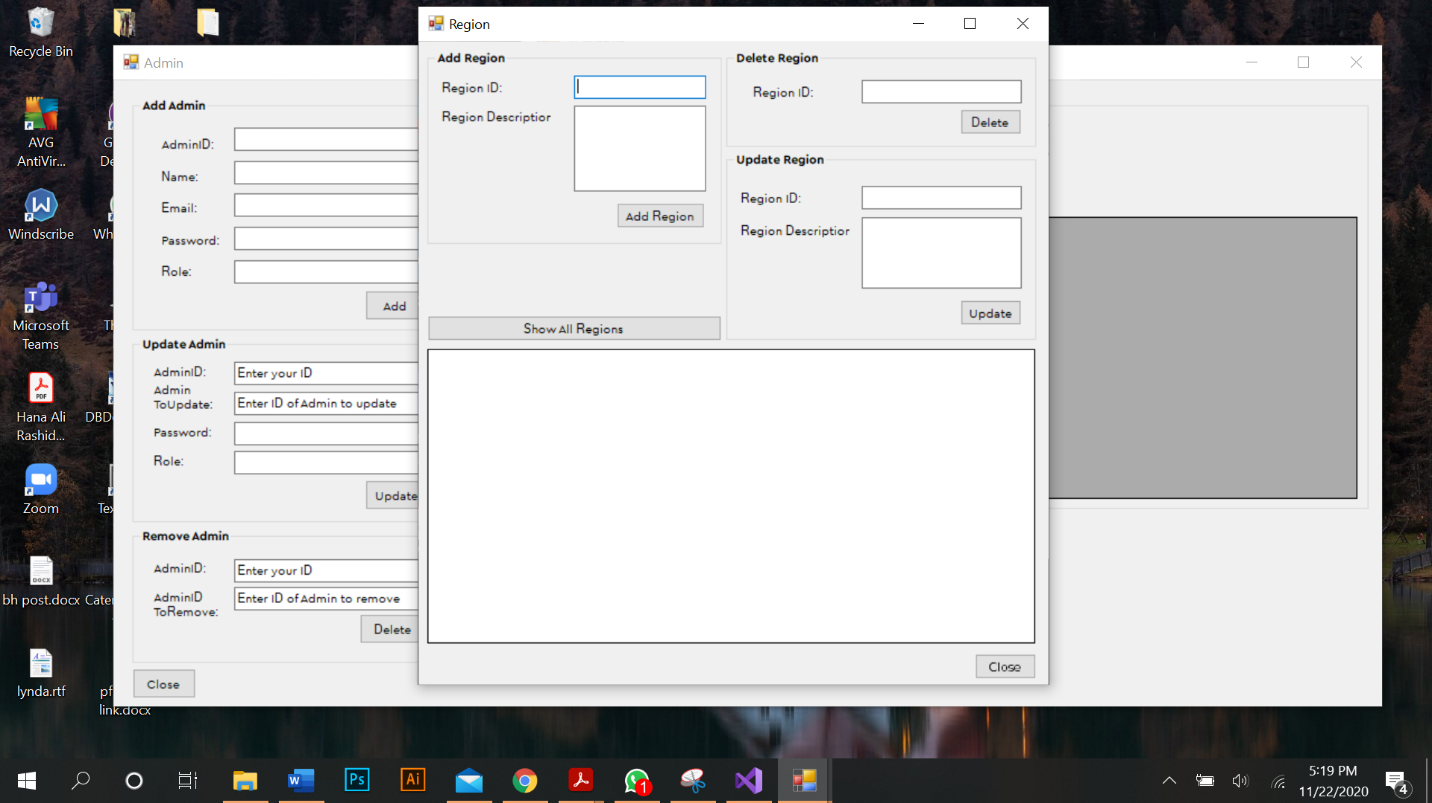 Recycle Bin
AVG
AntiVir...
Windscribe
Microsoft
Teams
Hana Ali
Rashid...
Zoom
bh post.docx
lynda.rtf
link.docx
Admin
Add Admin
AdminID:
Name:
Email:
Password:
Role:
Add
Update Admin
AdminID:
Enter your ID
Admin
ToUpdate:
Enter ID of Admin to update
Password:
Role:
Update
Remove Admin
AdminID:
Enter your ID
AdminID
ToRemove:
Enter ID of Admin to remove
Delete
Close
Region
Add Region
Region ID:
Region Descriptior
Add Region
Show All Regions
Delete Region
Region ID:
Delete
Update Region
Region ID:
Region Descriptior
Update
Close
W
Ps
Ai
1
5:19 PM
11/22/2020
4